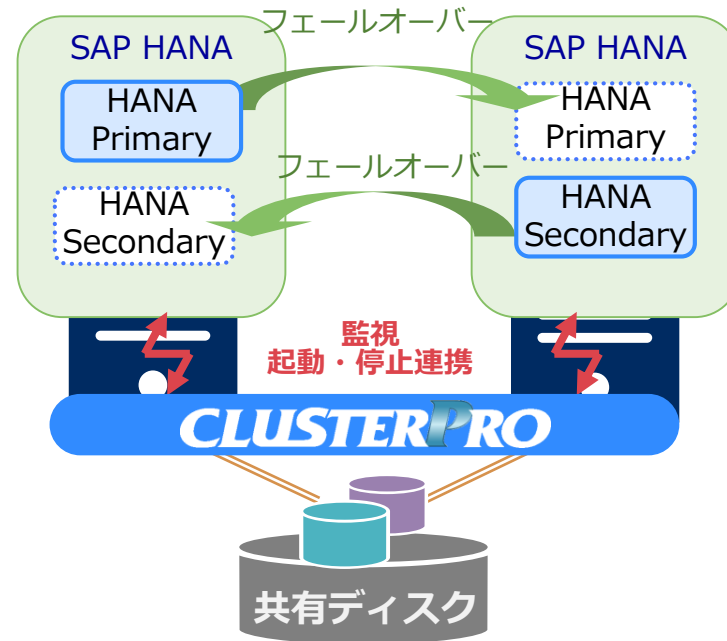 フェールオーバー
SAP HANA
HANA
Primary
HANA
Secondary
SAP HANA
HANA
Primary
HANA
Secondary
フェールオーバー
監視
起動・停止連携
CLUSTERPRO
共有ディスク